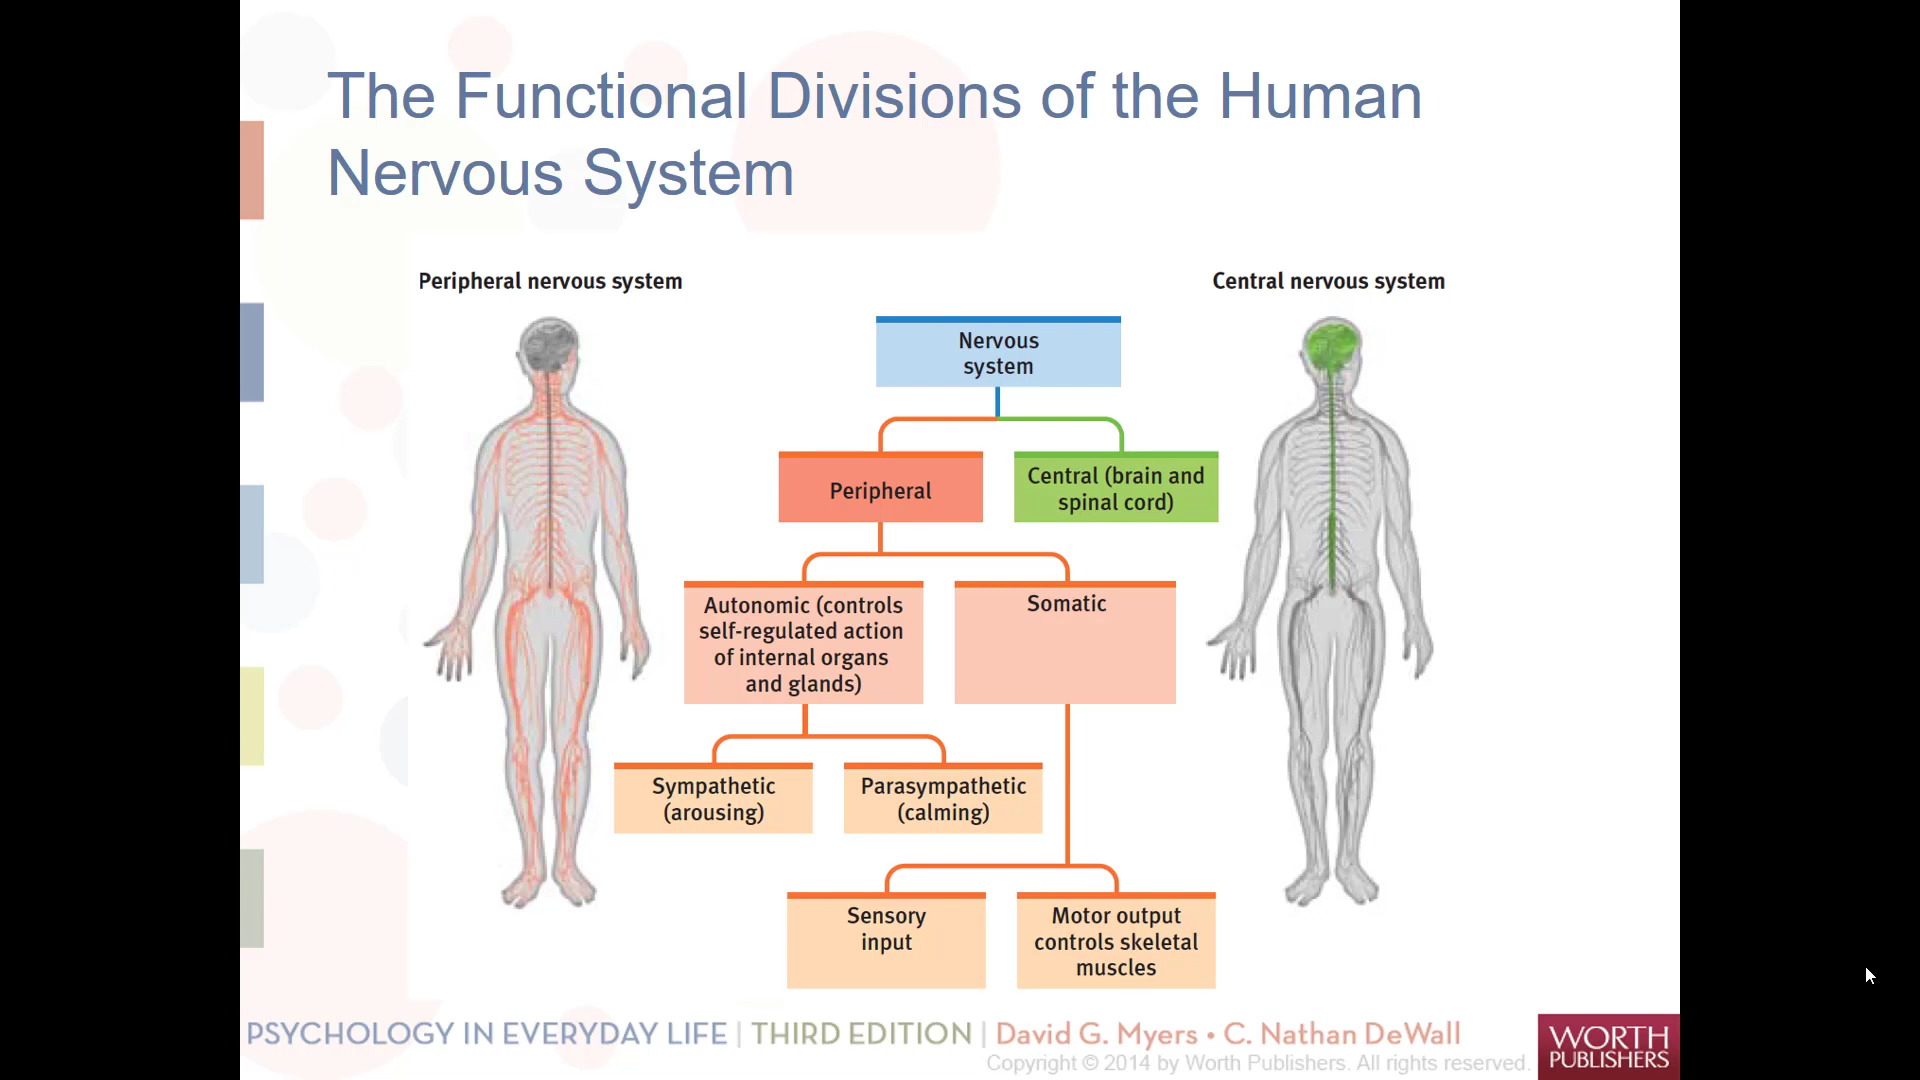 The Functional Divisions of the Human
Nervous System
Peripheral nervous system
Central nervous system
Nervous
system
Peripheral
Central (brain and
spinal cord)
Autonomic (controls
self-regulated action
of internal organs
and glands)
Somatic
Sympathetic
(arousing)
Parasympathetic
(calming)
Sensory
input
Motor output
controls skeletal
muscles
PSYCHOLOGY IN EVERYDAY LIFE | THIRD EDITION | David G. Myers • C. Nathan DeWall
Copyright © 2014 by Worth Publishers. All rights reserved.
WORTH
PUBLISHERS